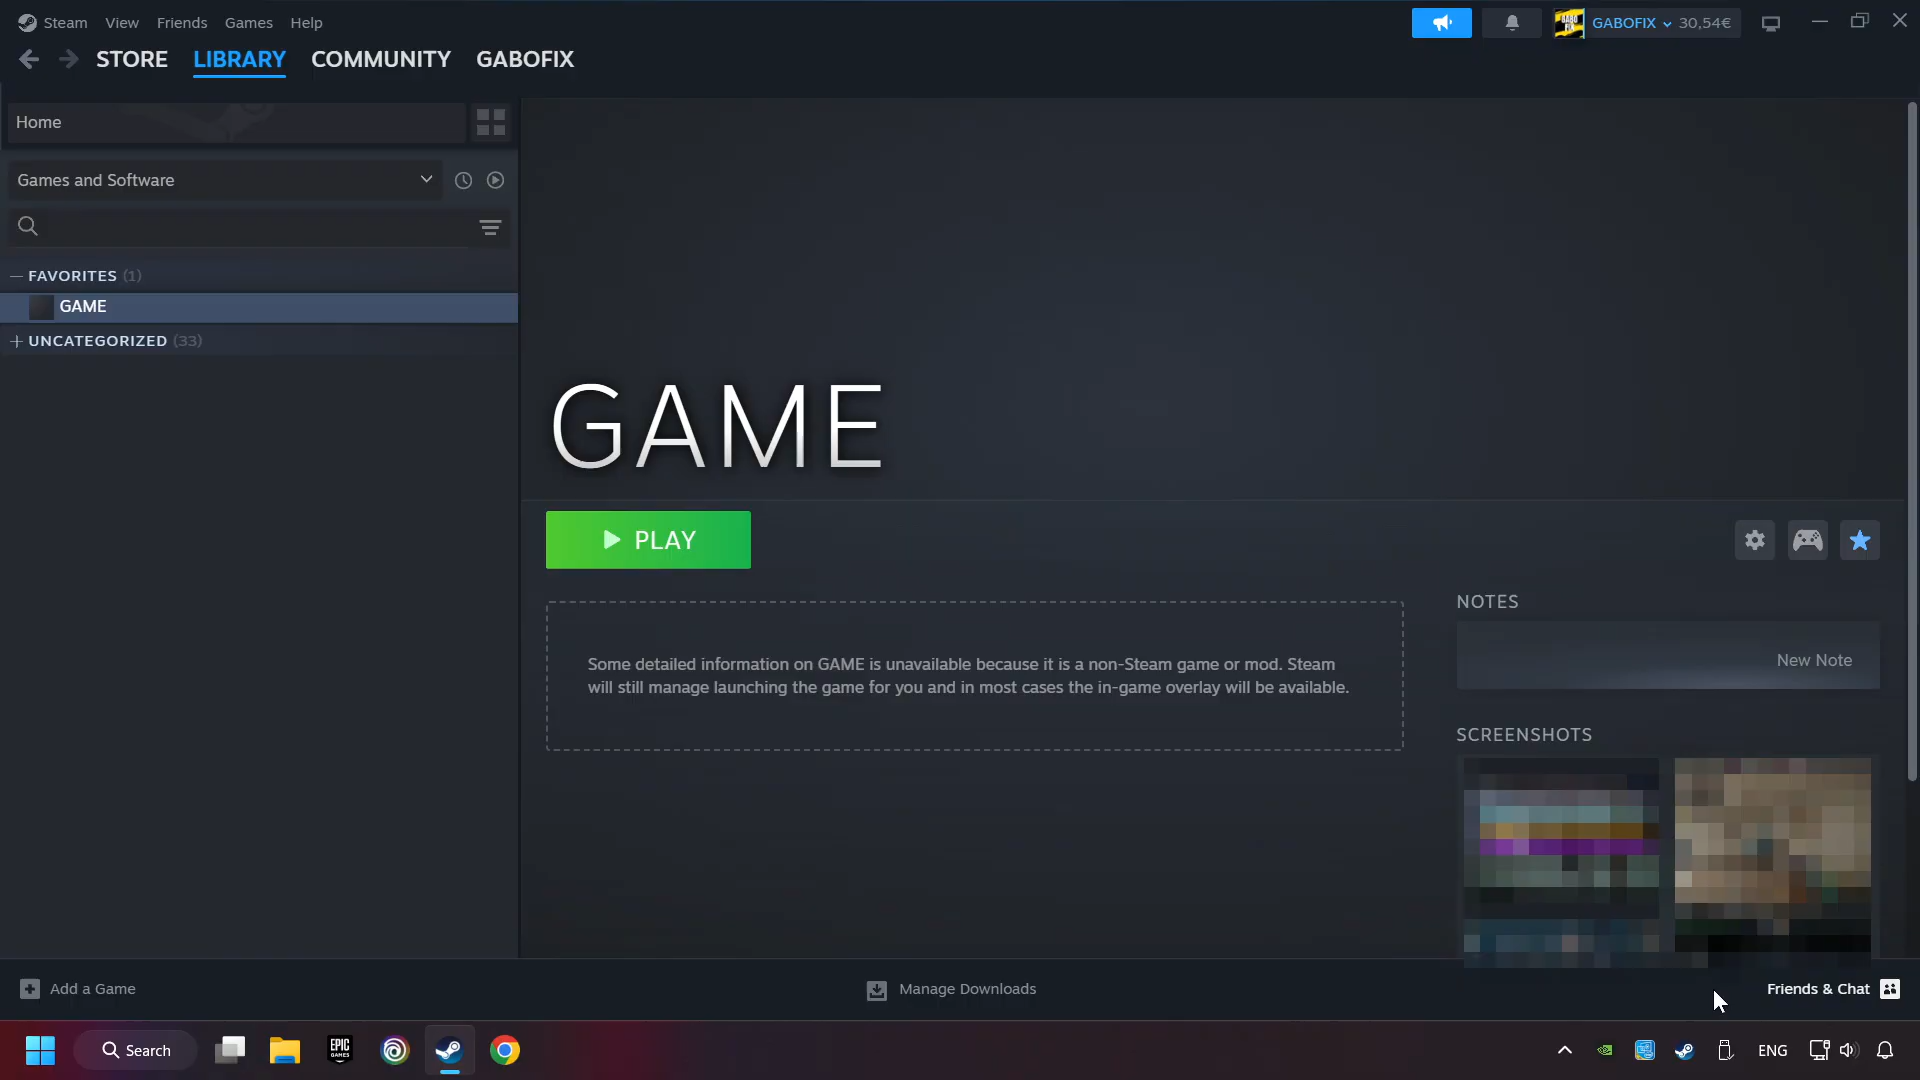 Steam View Friends Games Help
GABOFIX 30,54€
STORE LIBRARY COMMUNITY GABOFIX
Home
Games and Software
FAVORITES (1)
GAME
UNCATEGORIZED (33)
GAME
PLAY
Some detailed information on GAME is unavailable because it is a non-Steam game or mod. Steam
will still manage launching the game for you and in most cases the in-game overlay will be available.
NOTES
New Note
SCREENSHOTS
Add a Game
Manage Downloads
Friends & Chat
Search
EPIC
GAMES
ENG